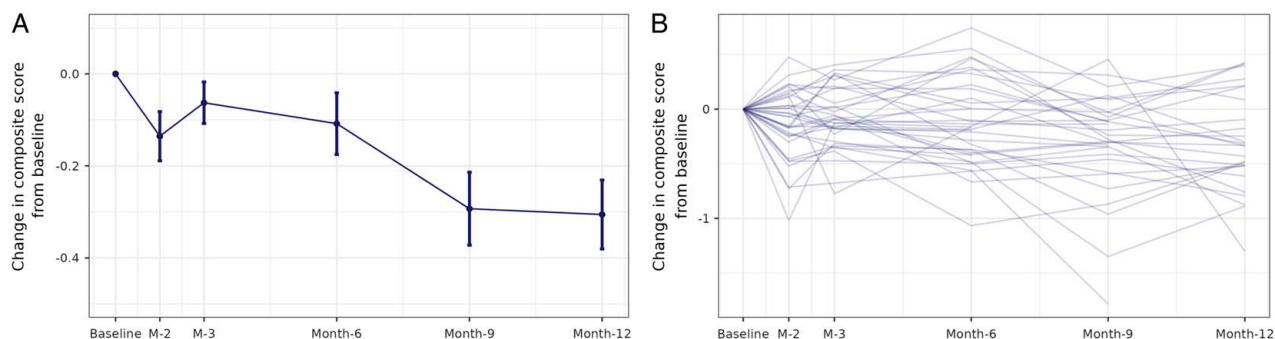 A
Change in composite score
from baseline
0.0
-0.2
-0.4
Baseline M-2 M-3 Month-6 Month-9 Month-12
B
Change in composite score
from baseline
0
-1
Baseline M-2 M-3 Month-6 Month-9 Month-12